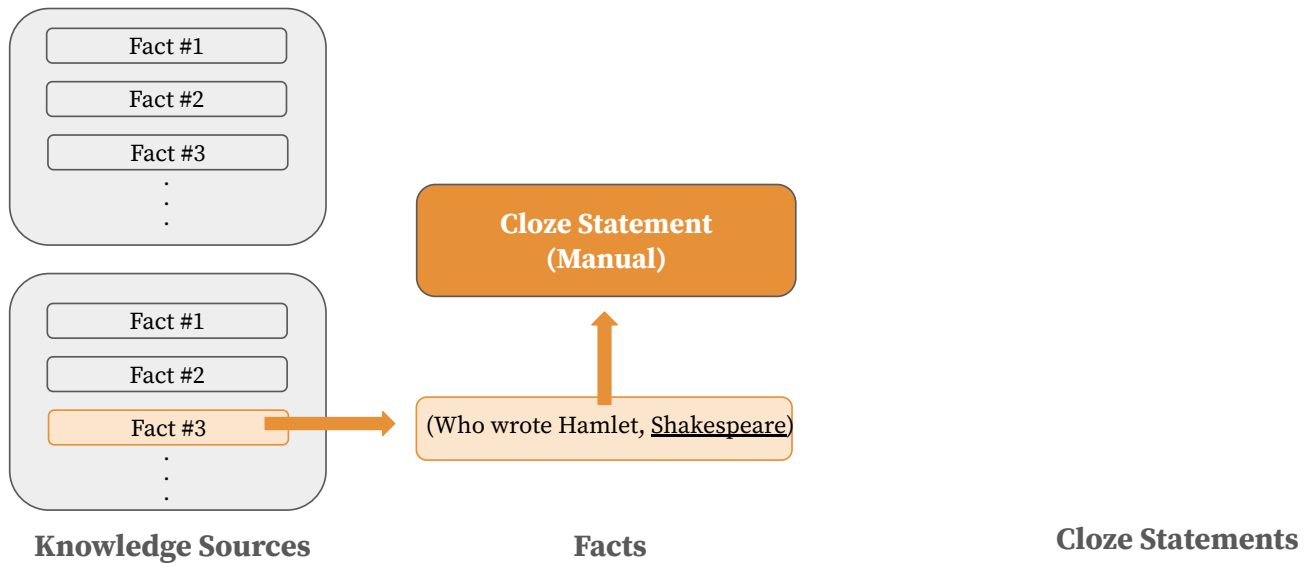 Fact #1
Fact #2
Fact #3
.
.
.
Fact #1
Fact #2
Fact #3
.
.
.
Knowledge Sources
Cloze Statement
(Manual)
(Who wrote Hamlet, Shakespeare)
Facts
Cloze Statements